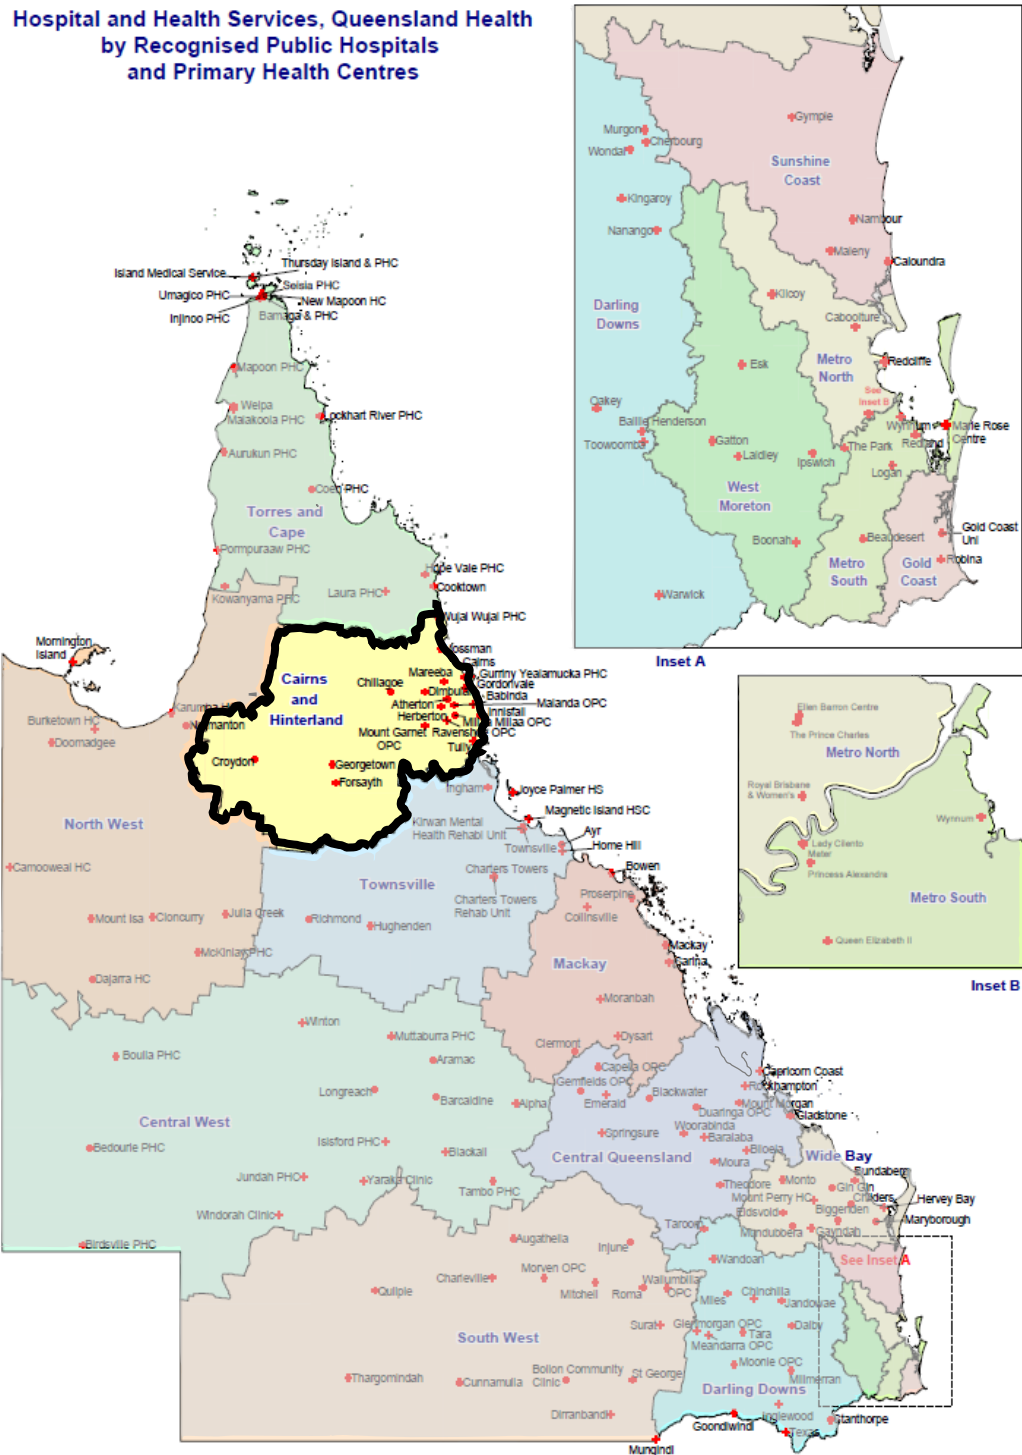 Hospital and Health Services, Queensland Health
by Recognised Public Hospitals
and Primary Health Centres
Thursday Island & PHC
Island Medical Service
Seisia PHC
Umagico PHC
New Mapoon HC
Injinoo PHC
Bamaga & PHC
Mapoon PHC
Weipa
Malakoola PHC
Lockhart River PHC
Aurukun PHC
Coen PHC
Torres and
Cape
Pormpuraaw PHC
Hope Vale PHC
Cooktown
Kowanyama PHC
Laura PHC
Wujal Wujal PHC
Mornington
Island
Mossman
Cairns
Mareeba
Gurriny Yealamucka PHC
Gordonvale
Cairns
and
Hinterland
Chillagoe
Dimbula
Babinda
Atherton
Malanda OPC
Herberton
Innisfail
Millaa Millaa OPC
Karumba HC
Normanton
Burketown HC
Doomadgee
Mount Garnet
OPC
Ravenshoe OPC
Tully
Croydon
Georgetown
Forsayth
Ingham
Joyce Palmer HS
North West
Magnetic Island HSC
Kirwan Mental
Health Rehabl Unit
Ayr
Townsville
Home Hill
Camooweal HC
Charters Towers
Bowen
Townsville
Proserpine
Charters Towers
Rehab Unit
Collinsville
Mount Isa
Cloncurry
Julia Creek
Richmond
Hughenden
McKinlay PHC
Mackay
Sarina
Mackay
Dajarra HC
Moranbah
Winton
Muttaburra PHC
Dysart
Clermont
Boulia PHC
Aramac
Capella OPC
Capricorn Coast
Gemfields OPC
Rockhampton
Longreach
Barcaldine
Alpha
Emerald
Blackwater
Mount Morgan
Duaringa OPC
Gladstone
Central West
Springsure
Woorabinda
Baralaba
Bedourie PHC
Isisford PHC
Blackall
Biloela
Central Queensland
Moura
Wide Bay
Jundah PHC
Yaraka Clinic
Tambo PHC
Theodore
Monto
Bundaberg
Mount Perry HC
Gin Gin
Childers
Hervey Bay
Windorah Clinic
Eidsvold
Biggenden
Maryborough
Taroom
Mundubbera
Gayndah
Birdsville PHC
Augathella
Injune
Wandoan
See Inset A
Charleville
Morven OPC
Mitchell
Roma
Wallumbilla
OPC
Quilpie
Miles
Chinchilla
Jandowae
Surat
Glenmorgan OPC
Tara
Dalby
South West
Meandarra OPC
Moonie OPC
Thargomindah
Cunnamulla
Bollon Community
Clinic
St George
Millmerran
Darling Downs
Dirranbandi
Goondiwindi
Inglewood
Stanthorpe
Texas
Mungindi
Gympie
Murgon
Cherbourg
Wondai
Sunshine
Coast
Kingaroy
Nanango
Nambour
Maleny
Caloundra
Kilcoy
Darling
Downs
Caboolture
Esk
Metro
North
Redcliffe
See
Inset B
Oakey
Baillie Henderson
Toowoomba
Gatton
Laidley
Ipswich
The Park
Wynnum
Redland
Marie Rose
Centre
Logan
West
Moreton
Boonah
Beaudesert
Gold Coast
Uni
Robina
Metro
South
Gold
Coast
Warwick
Inset A
Ellen Barron Centre
The Prince Charles
Metro North
Royal Brisbane
& Women's
Wynnum
Lady Cilento
Mater
Princess Alexandra
Metro South
Queen Elizabeth II
Inset B